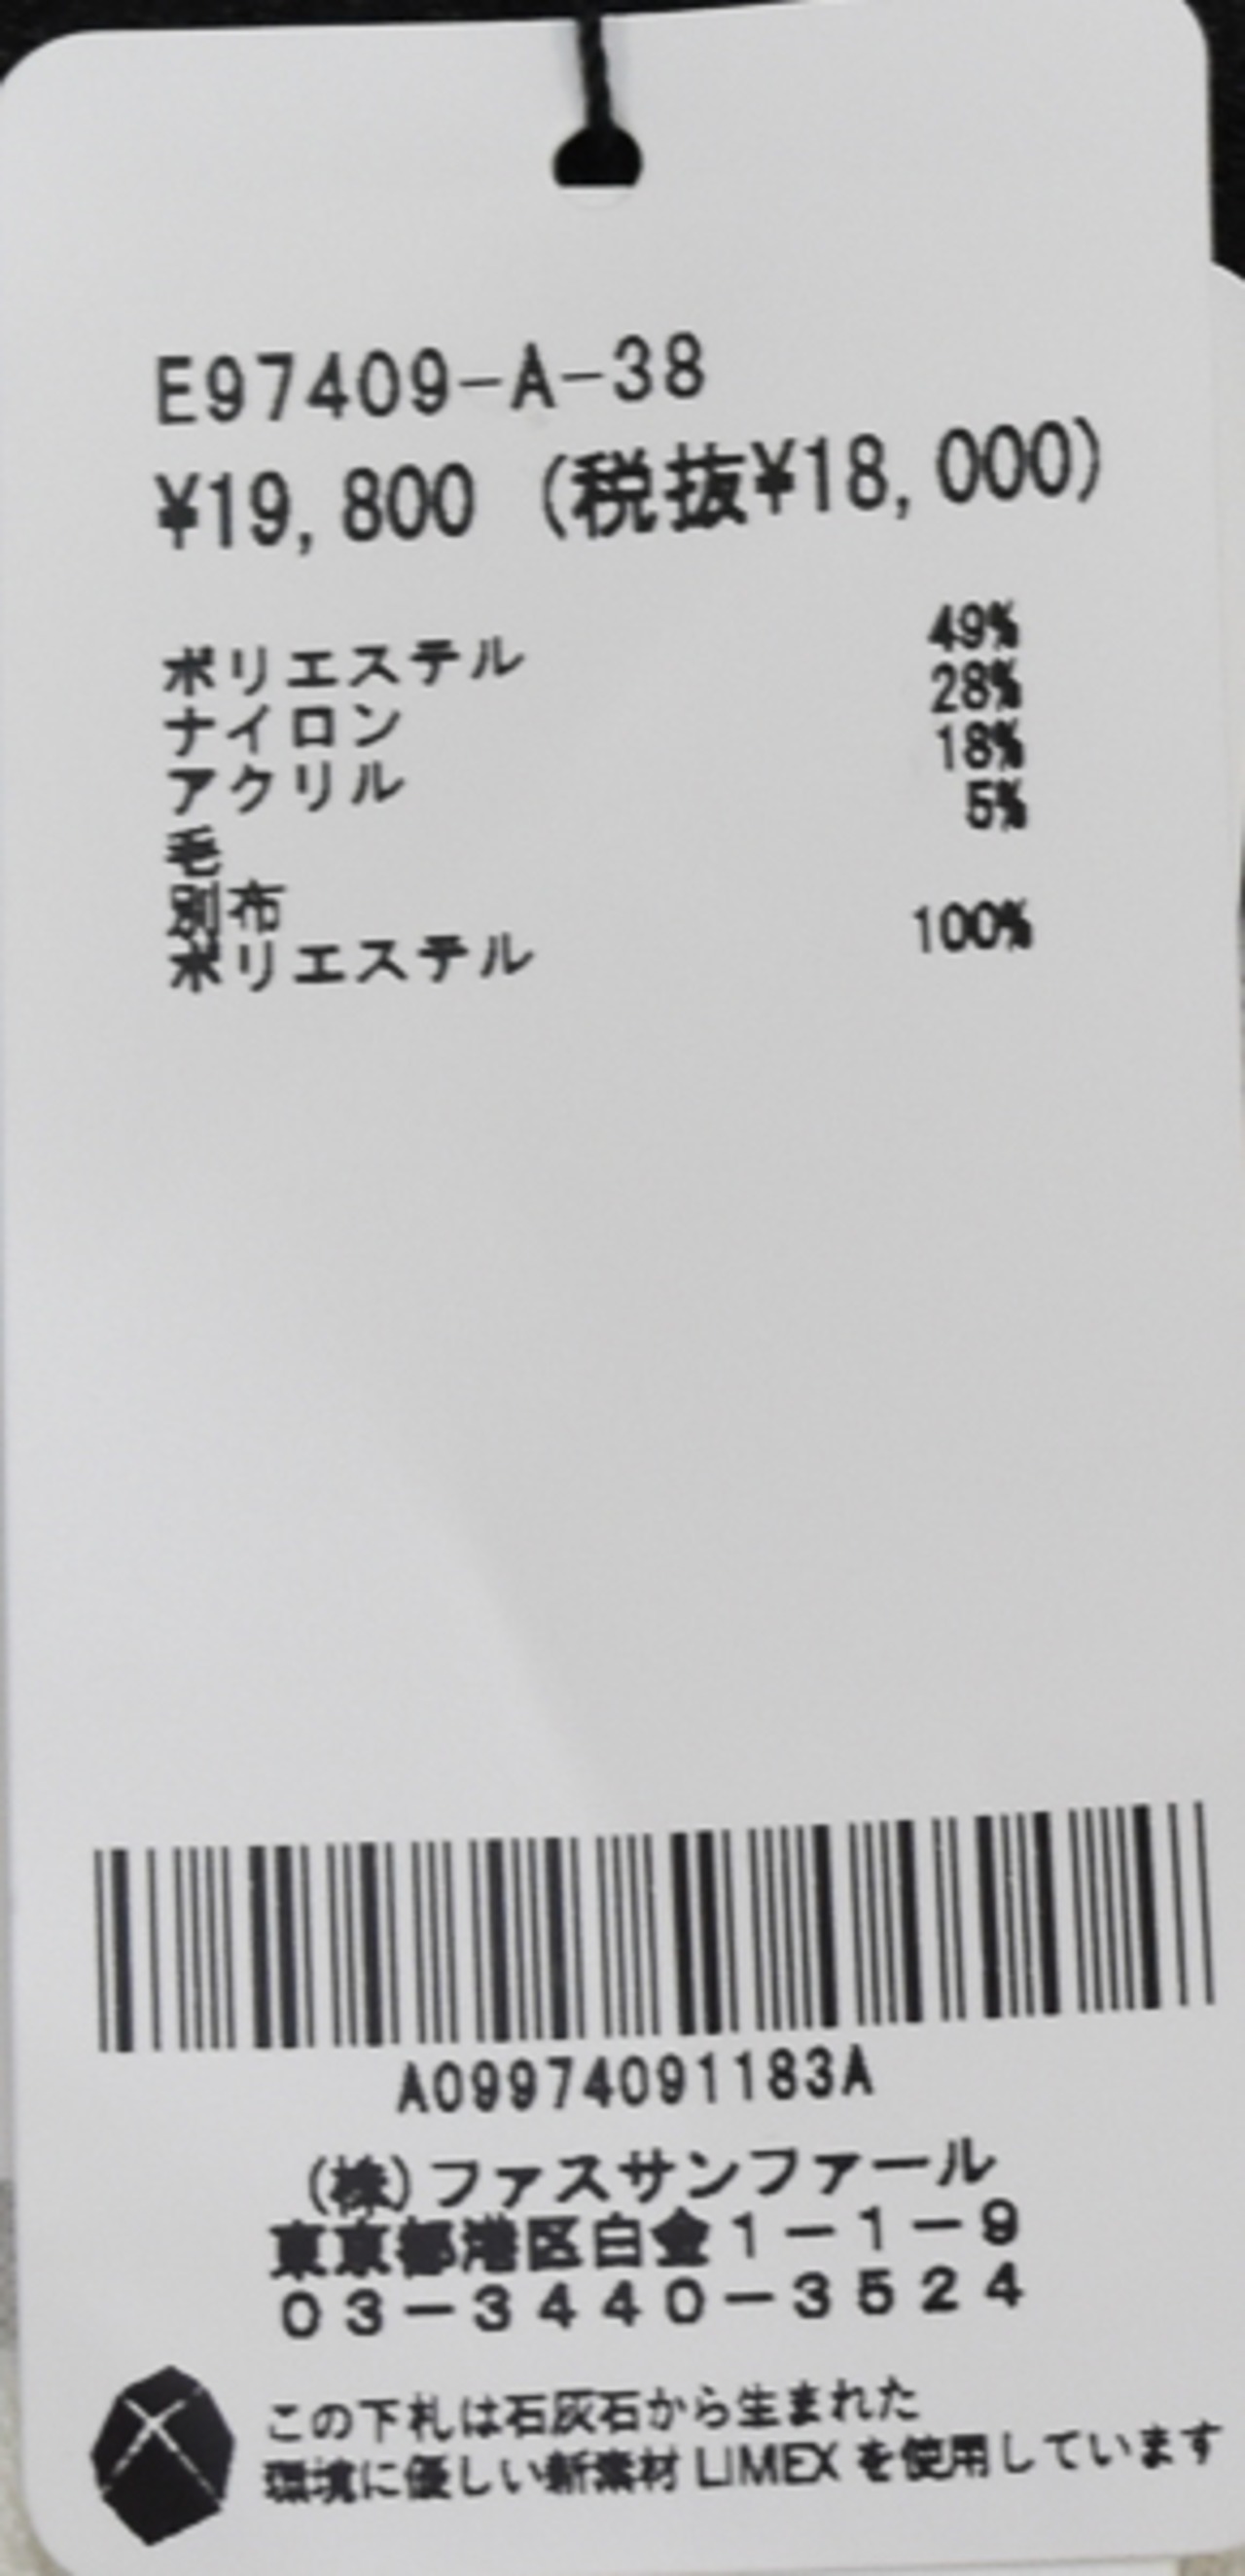 E97409-A-38
¥19,800 (税抜¥18,000)
ポリエステル 49%
ナイロン 28%
アクリル 18%
毛 5%
別布
ポリエステル 100%
A09974091183A
(株)ファスサンファール
東京都港区白金1-1-9
03-3440-3524
この下札は石灰石から生まれた
環境に優しい新素材 LIMEX を使用しています